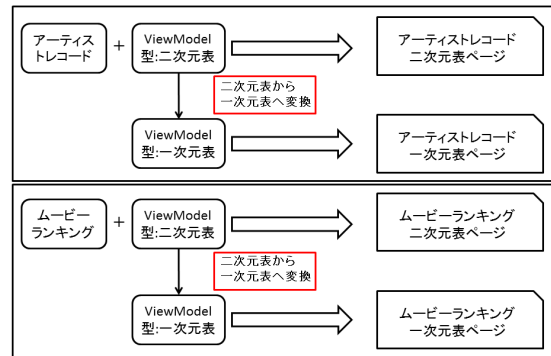 アーティス
トレコード
+
ViewModel
型:二次元表
アーティストレコード
二次元表ページ
二次元表から
一次元表へ変換
ViewModel
型:一次元表
アーティストレコード
一次元表ページ
ムービー
ランキング
+
ViewModel
型:二次元表
ムービーランキング
二次元表ページ
二次元表から
一次元表へ変換
ViewModel
型:一次元表
ムービーランキング
一次元表ページ